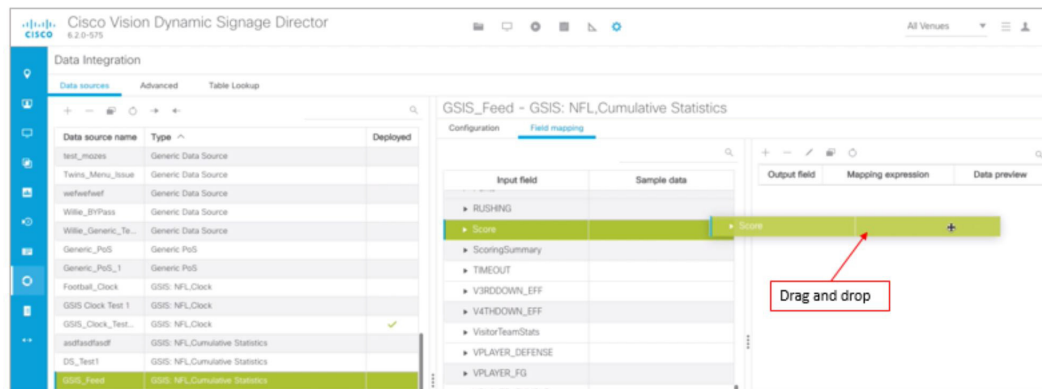 CISCO
Cisco Vision Dynamic Signage Director
6.2.0-575
All Venues
Data Integration
Data sources Advanced Table Lookup
Data source name Type Deployed
test_mozes Generic Data Source
Twins_Menu_Issue Generic Data Source
wefwefwef Generic Data Source
Willie_BYPass Generic Data Source
Willie_Generic_Te... Generic Data Source
Generic_PoS Generic PoS
Generic_PoS_1 Generic PoS
Football_Clock GSIS: NFL,Clock
GSIS Clock Test 1 GSIS: NFL,Clock
GSIS_Clock_Test... GSIS: NFL,Clock
asdfasdfasdf GSIS: NFL,Cumulative Statistics
DS_Test1 GSIS: NFL,Cumulative Statistics
GSIS_Feed GSIS: NFL,Cumulative Statistics
GSIS_Feed - GSIS: NFL,Cumulative Statistics
Configuration Field mapping
Input field Sample data
RUSHING
Score
ScoringSummary
TIMEOUT
V3RDDOWN_EFF
V4THDOWN_EFF
VisitorTeamStats
VPLAYER_DEFENSE
VPLAYER_FG
Output field Mapping expression Data preview
Score
Drag and drop